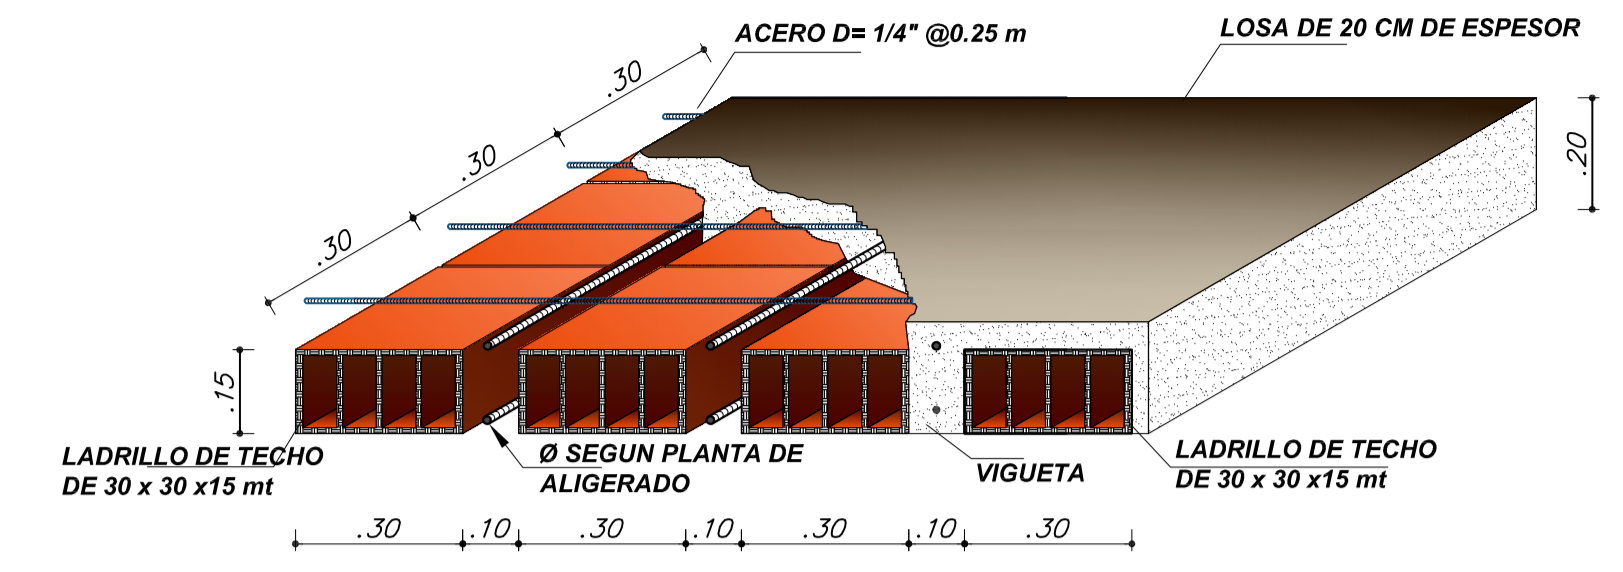 ACERO D= 1/4" @0.25 m
LOSA DE 20 CM DE ESPESOR
.30
.30
.30
.20
.15
LADRILLO DE TECHO
DE 30 x 30 x15 mt
Ø SEGUN PLANTA DE
ALIGERADO
VIGUETA
LADRILLO DE TECHO
DE 30 x 30 x15 mt
.30 .10 .30 .10 .30 .10 .30